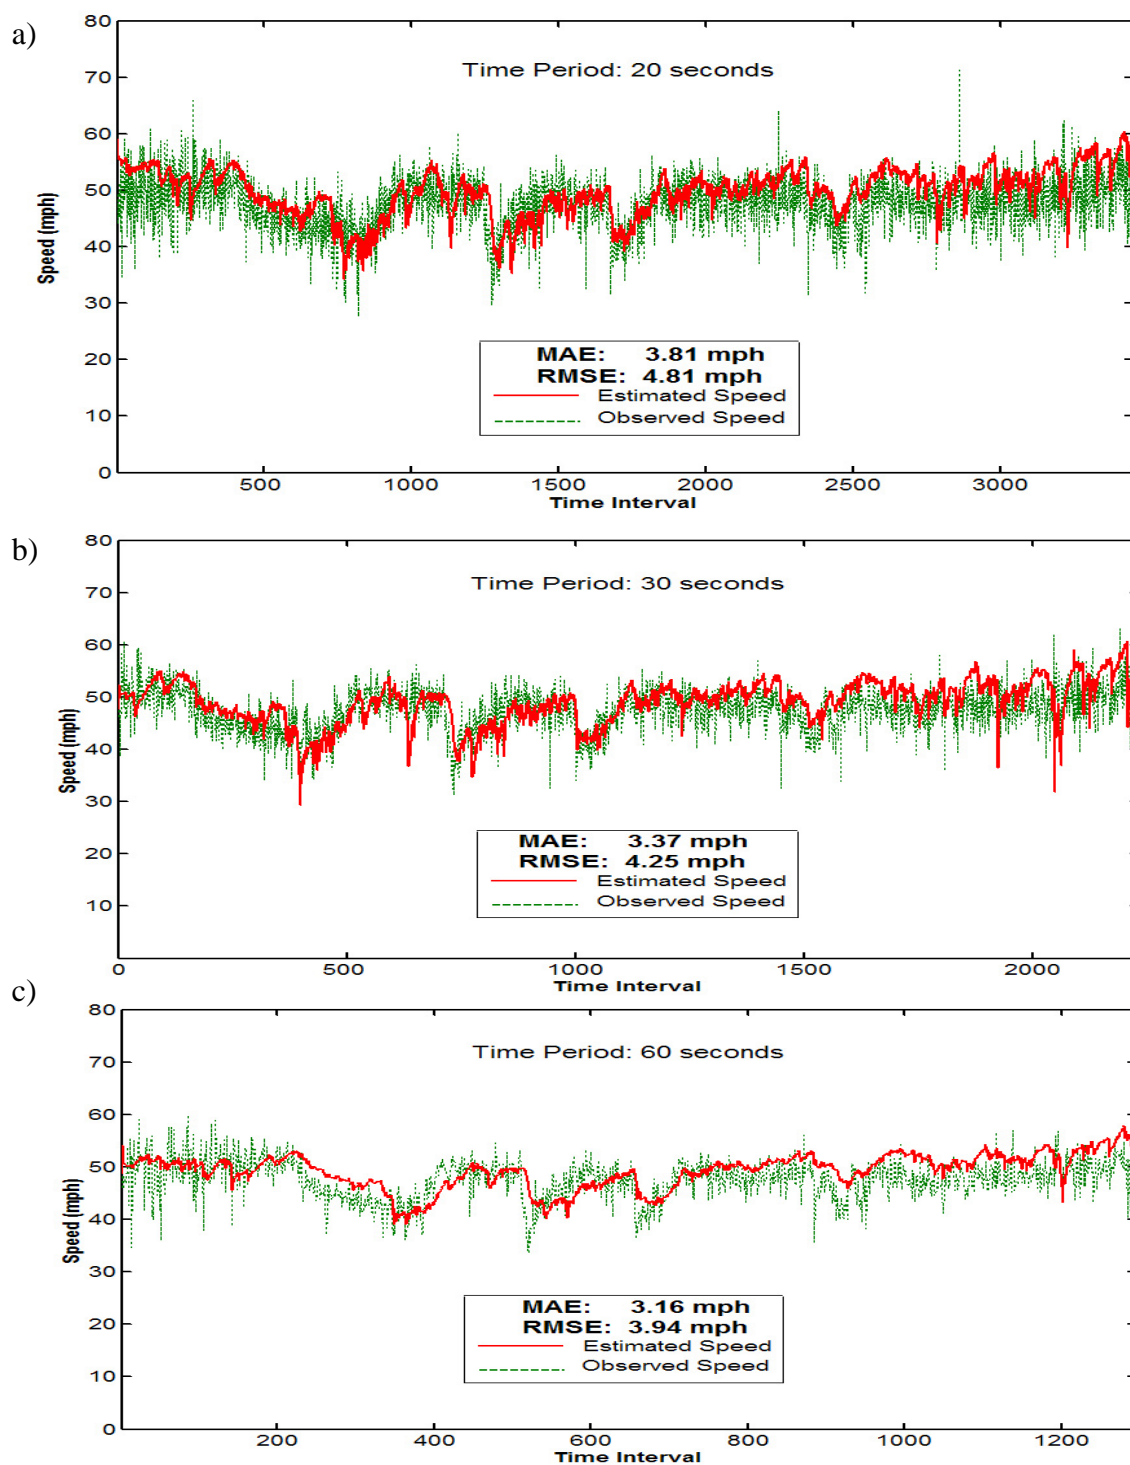 a)
80
70
60
50
40
30
20
10
0
Speed (mph)
Time Period: 20 seconds
MAE: 3.81 mph
RMSE: 4.81 mph
Estimated Speed
Observed Speed
500 1000 1500 2000 2500 3000
Time Interval
b)
80
70
60
50
40
30
20
10
Speed (mph)
Time Period: 30 seconds
MAE: 3.37 mph
RMSE: 4.25 mph
Estimated Speed
Observed Speed
0 500 1000 1500 2000
Time Interval
c)
80
70
60
50
40
30
20
10
0
Speed (mph)
Time Period: 60 seconds
MAE: 3.16 mph
RMSE: 3.94 mph
Estimated Speed
Observed Speed
200 400 600 800 1000 1200
Time Interval